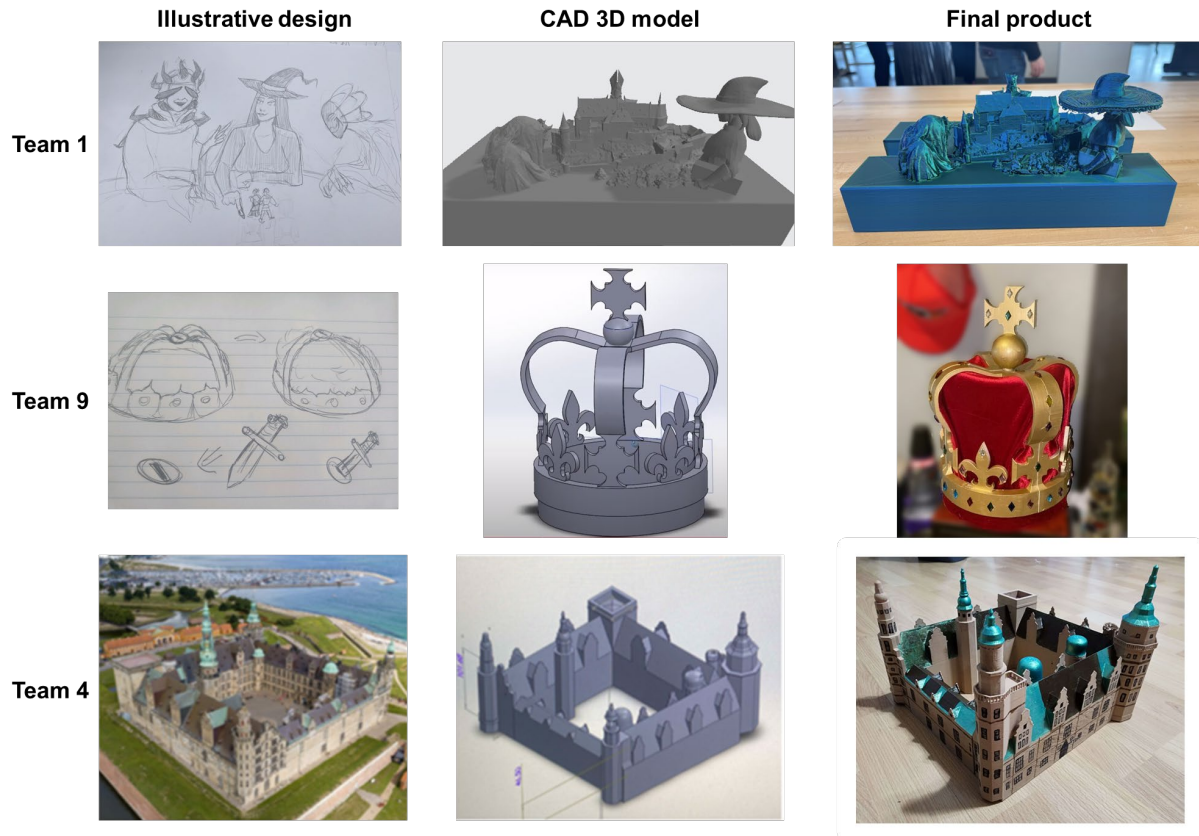 Illustrative design
CAD 3D model
Final product
Team 1
Team 9
Team 4